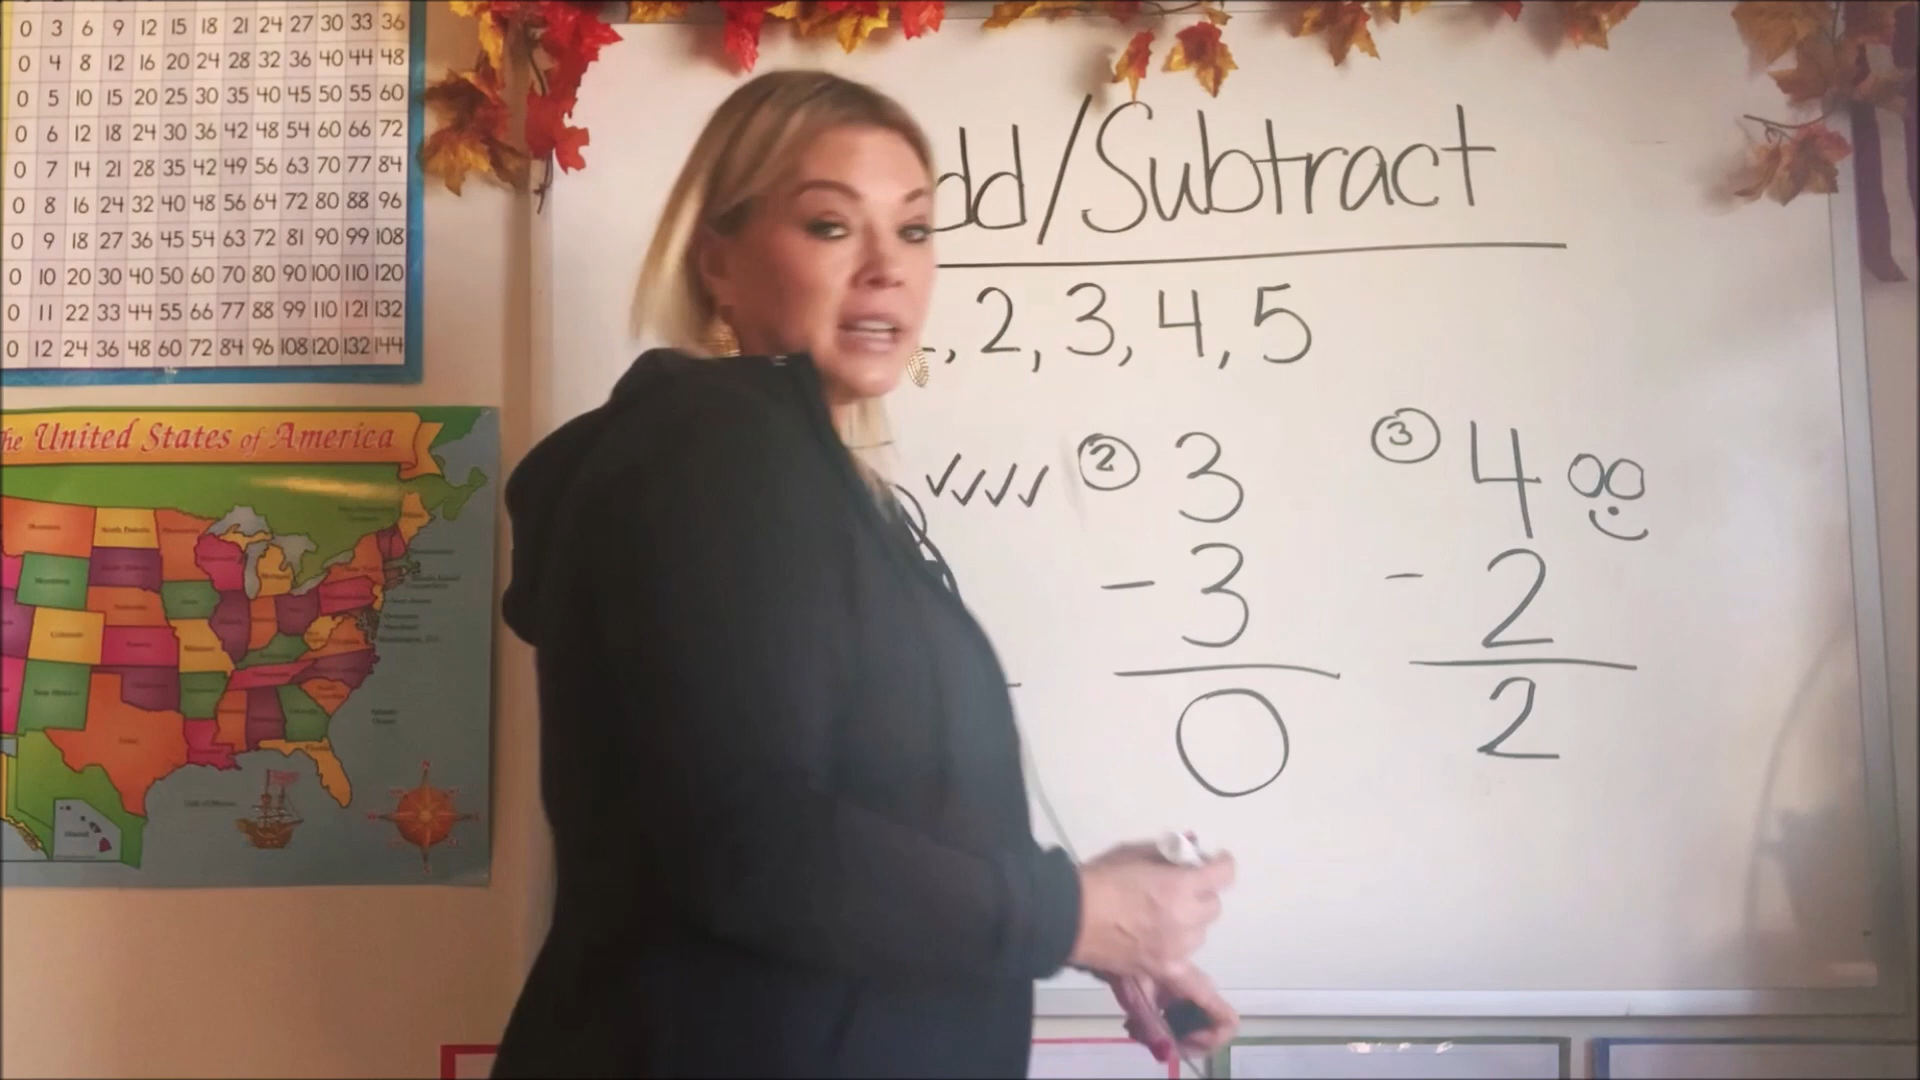 0 3 6 9 12 15 18 21 24 27 30 33 36
0 4 8 12 16 20 24 28 32 36 40 44 48
0 5 10 15 20 25 30 35 40 45 50 55 60
0 6 12 18 24 30 36 42 48 54 60 66 72
0 7 14 21 28 35 42 49 56 63 70 77 84
0 8 16 24 32 40 48 56 64 72 80 88 96
0 9 18 27 36 45 54 63 72 81 90 99 108
0 10 20 30 40 50 60 70 80 90 100 110 120
0 11 22 33 44 55 66 77 88 99 110 121 132
0 12 24 36 48 60 72 84 96 108 120 132 144
he United States of America
dd/Subtract
, 2, 3, 4, 5
② 3
- 3
0
③ 4
- 2
2